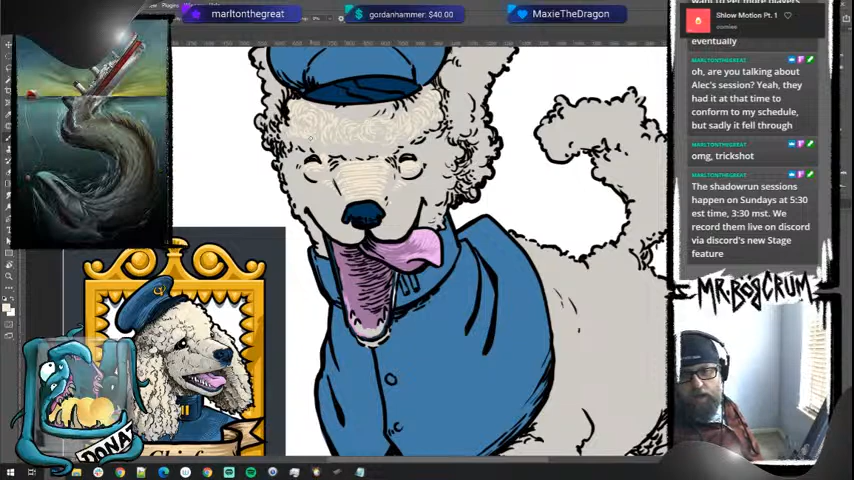 marltonthegreat
gordanhammer: $40.00
MaxieTheDragon
Show Motion Pt. 1
eventually
MARLTONTHEGREAT
oh, are you talking about
Alec's session? Yeah, they
had it at that time to
conform to my schedule,
but sadly it fell through
MARLTONTHEGREAT
omg, trickshot
MARLTONTHEGREAT
The shadowrun sessions
happen on Sundays at 5:30
est time, 3:30 mst. We
record them live on discord
via discord's new Stage
feature
MR.BOGCRUM
DONAT
Chief